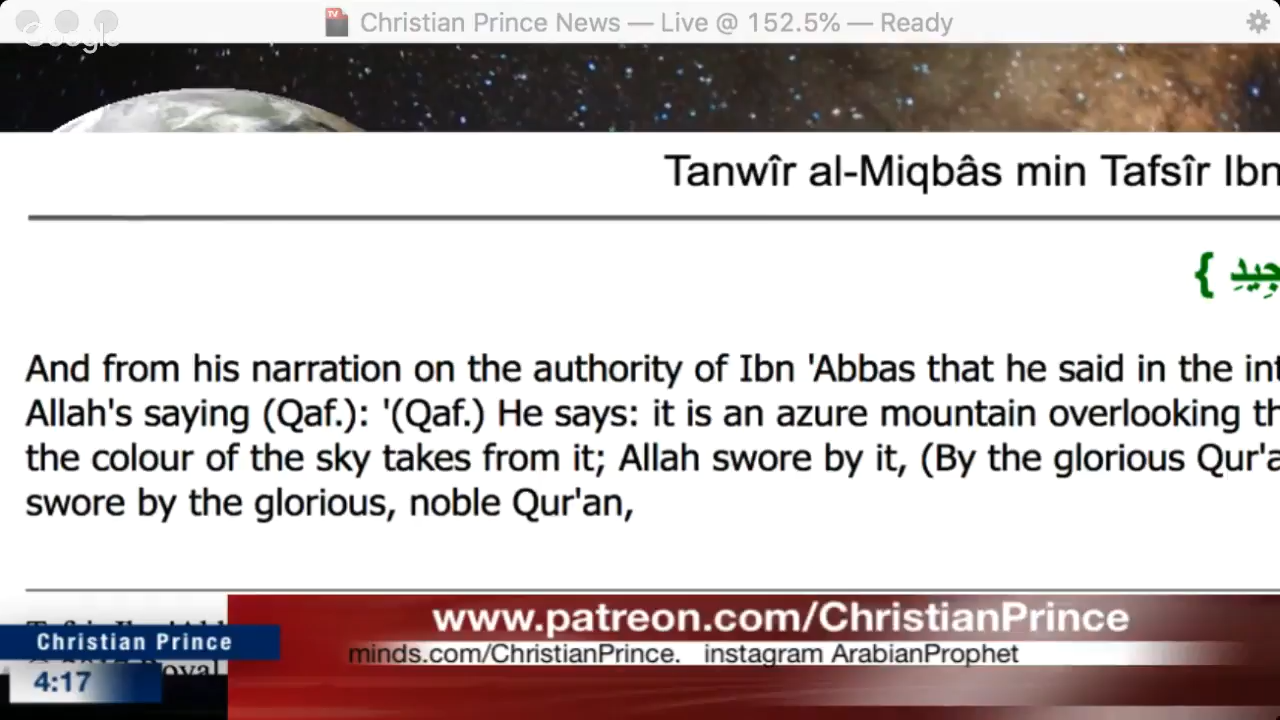 Christian Prince News — Live @ 152.5% — Ready
Google
Tanwîr al-Miqbâs min Tafsîr Ibn
{ جِيدِ
And from his narration on the authority of Ibn 'Abbas that he said in the int
Allah's saying (Qaf.): '(Qaf.) He says: it is an azure mountain overlooking th
the colour of the sky takes from it; Allah swore by it, (By the glorious Qur'a
swore by the glorious, noble Qur'an,
www.patreon.com/ChristianPrince
Christian Prince
minds.com/ChristianPrince. instagram ArabianProphet
4:17